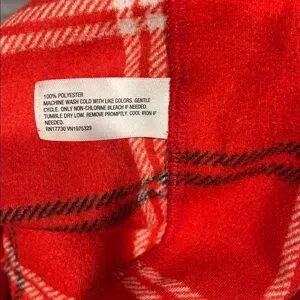 100% POLYESTER
MACHINE WASH COLD WITH LIKE COLORS. GENTLE
CYCLE. ONLY NON-CHLORINE BLEACH IF NEEDED.
TUMBLE DRY LOW. REMOVE PROMPTLY. COOL IRON IF
NEEDED.
RN17730 VN1975329